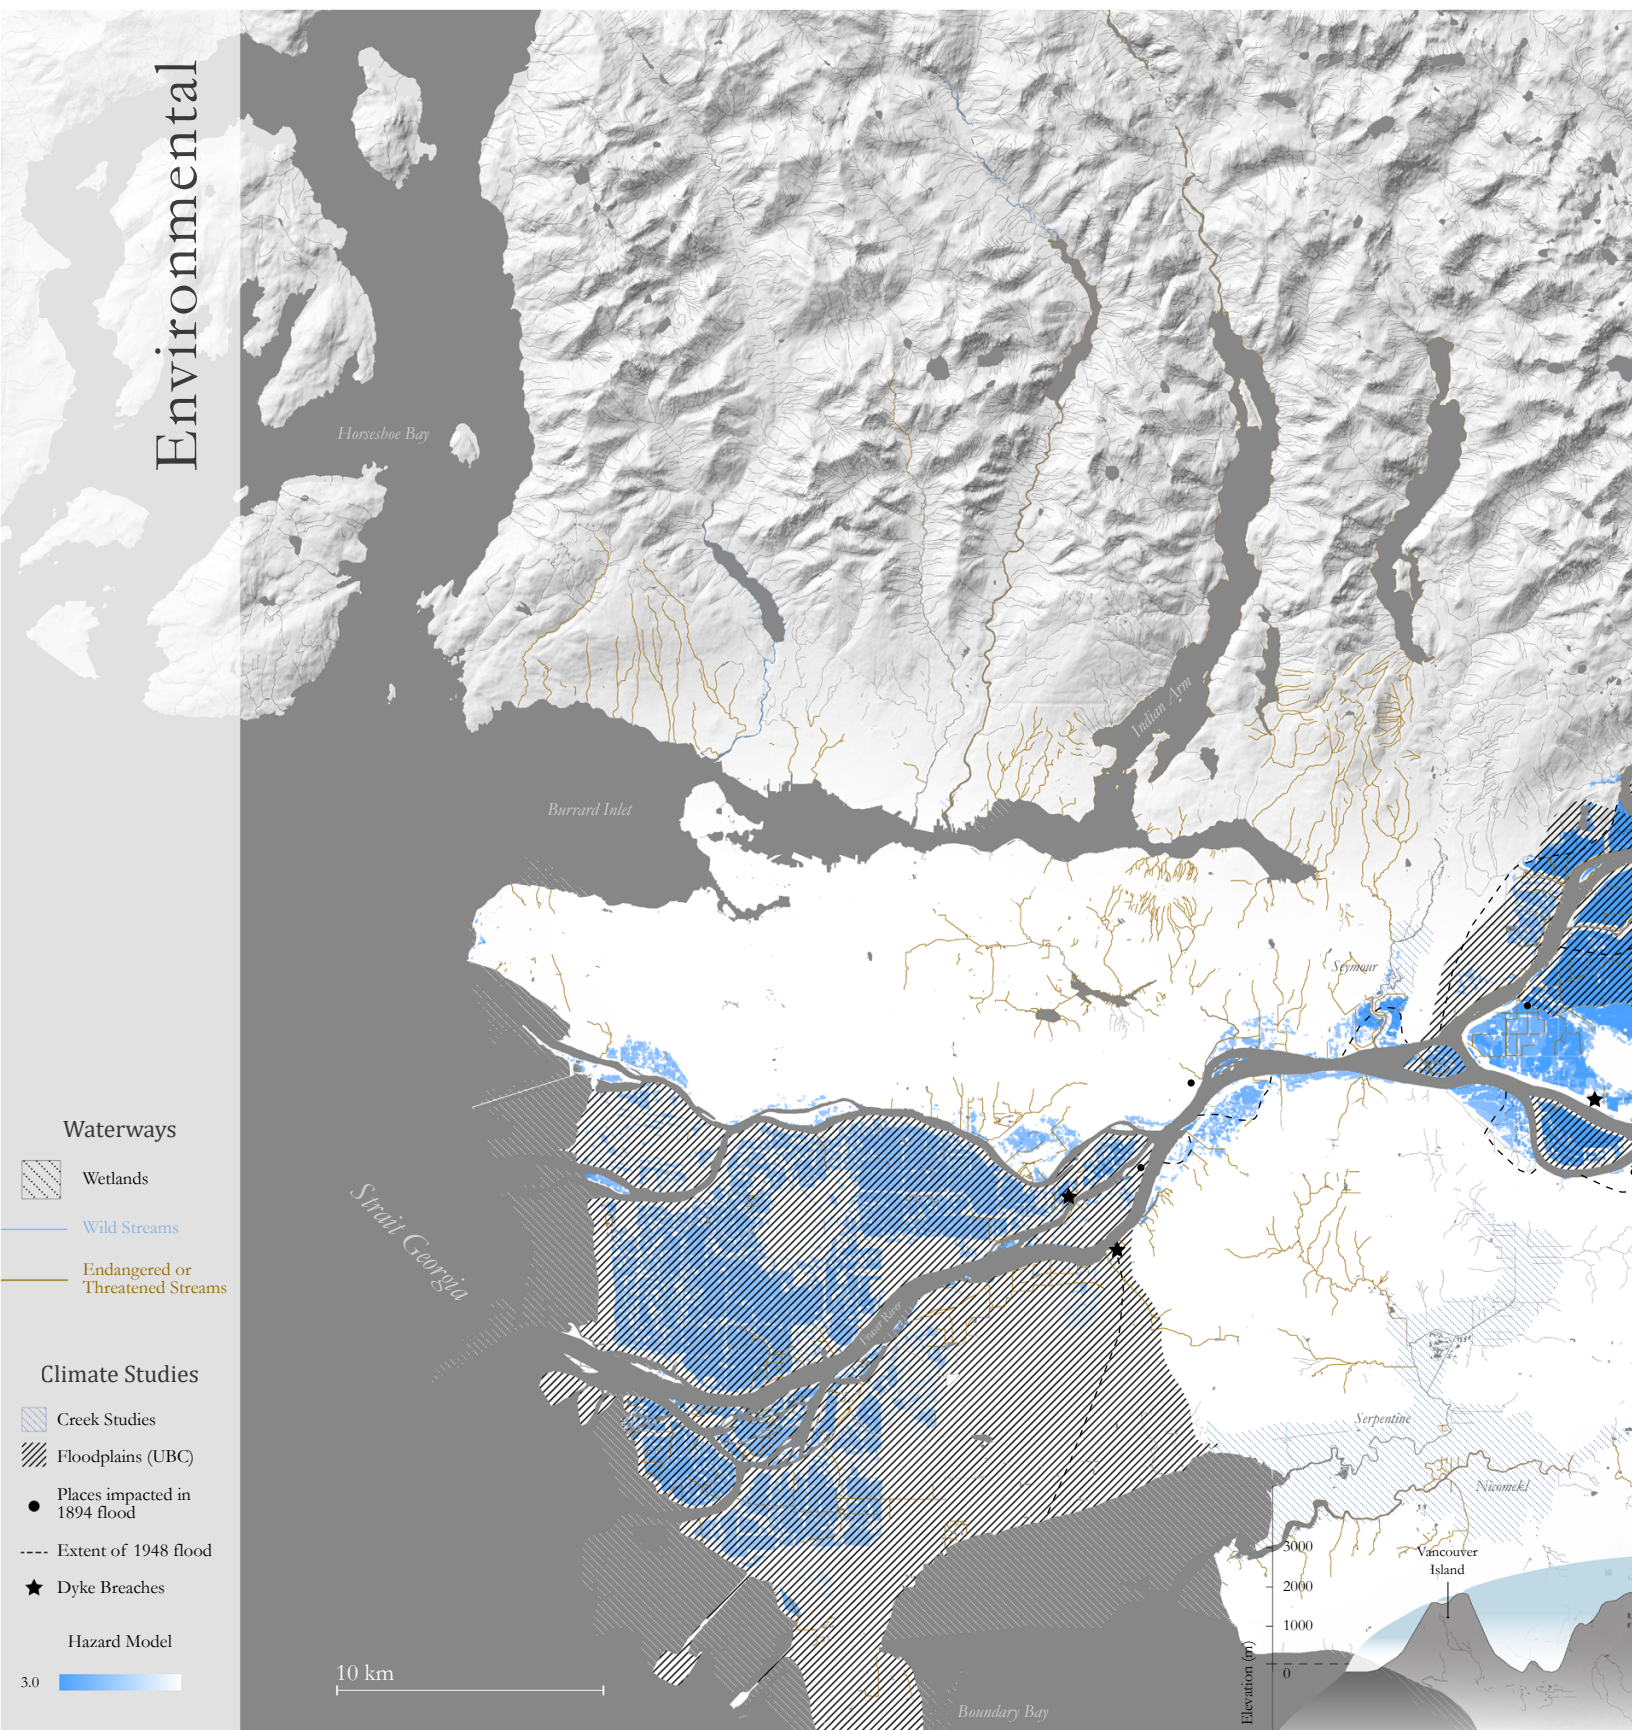 Environmental
Horseshoe Bay
Indian Arm
Burrard Inlet
Seymour
Waterways
Wetlands
Wild Streams
Endangered or
Threatened Streams
Strait Georgia
Fraser River
Climate Studies
Creek Studies
Floodplains (UBC)
Places impacted in
1894 flood
Extent of 1948 flood
Dyke Breaches
Hazard Model
3.0
10 km
Serpentine
Nicomekl
Boundary Bay
Elevation (m)
3000
2000
1000
0
Vancouver
Island